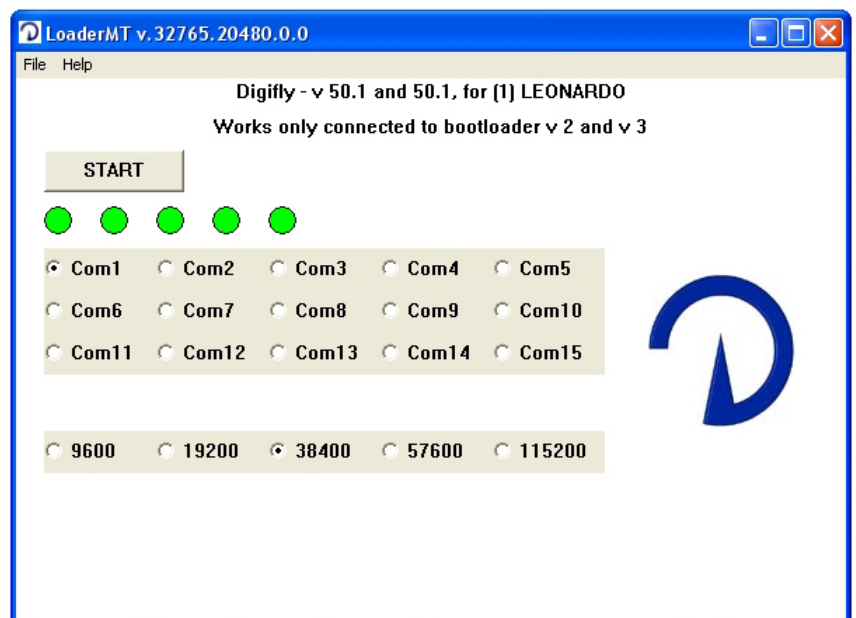 LoaderMT v.32765.20480.0.0
File Help
Digifly - v 50.1 and 50.1, for (1) LEONARDO
Works only connected to bootloader v 2 and v 3
START
Com1 Com2 Com3 Com4 Com5
Com6 Com7 Com8 Com9 Com10
Com11 Com12 Com13 Com14 Com15
9600 19200 38400 57600 115200